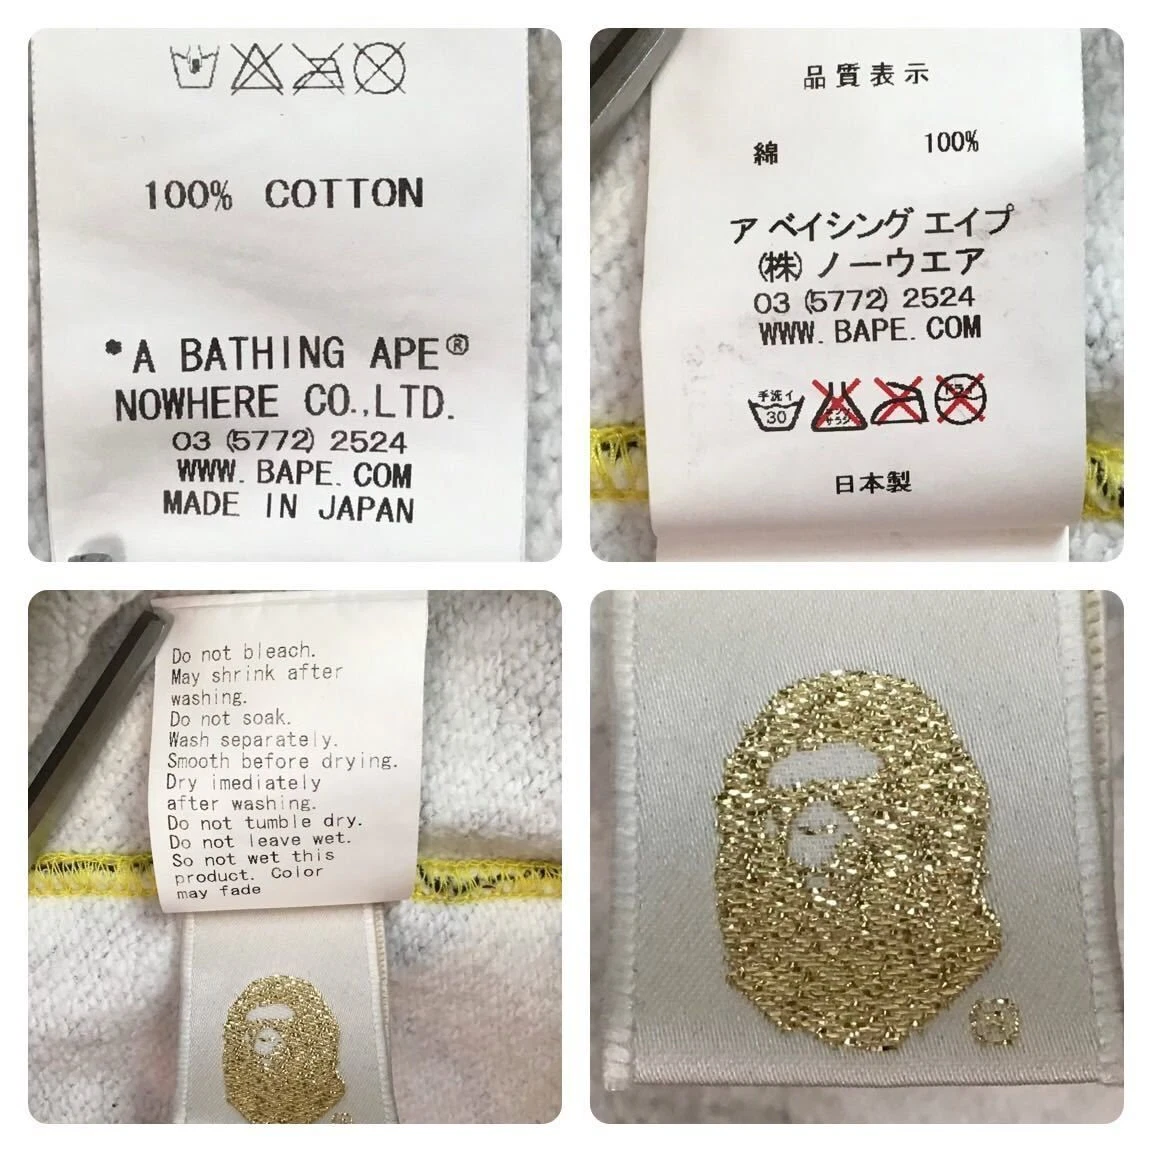 100% COTTON
*A BATHING APE®
NOWHERE CO.,LTD.
03 (5772) 2524
WWW. BAPE. COM
MADE IN JAPAN
品質表示
綿 100%
ア ベイシング エイプ
(株) ノーウエア
03 (5772) 2524
WWW. BAPE. COM
手洗イ
30
ドライ
日本製
Do not bleach.
May shrink after
washing.
Do not soak.
Wash separately.
Smooth before drying.
Dry imediately
after washing.
Do not tumble dry.
Do not leave wet.
So not wet this
product. Color
may fade